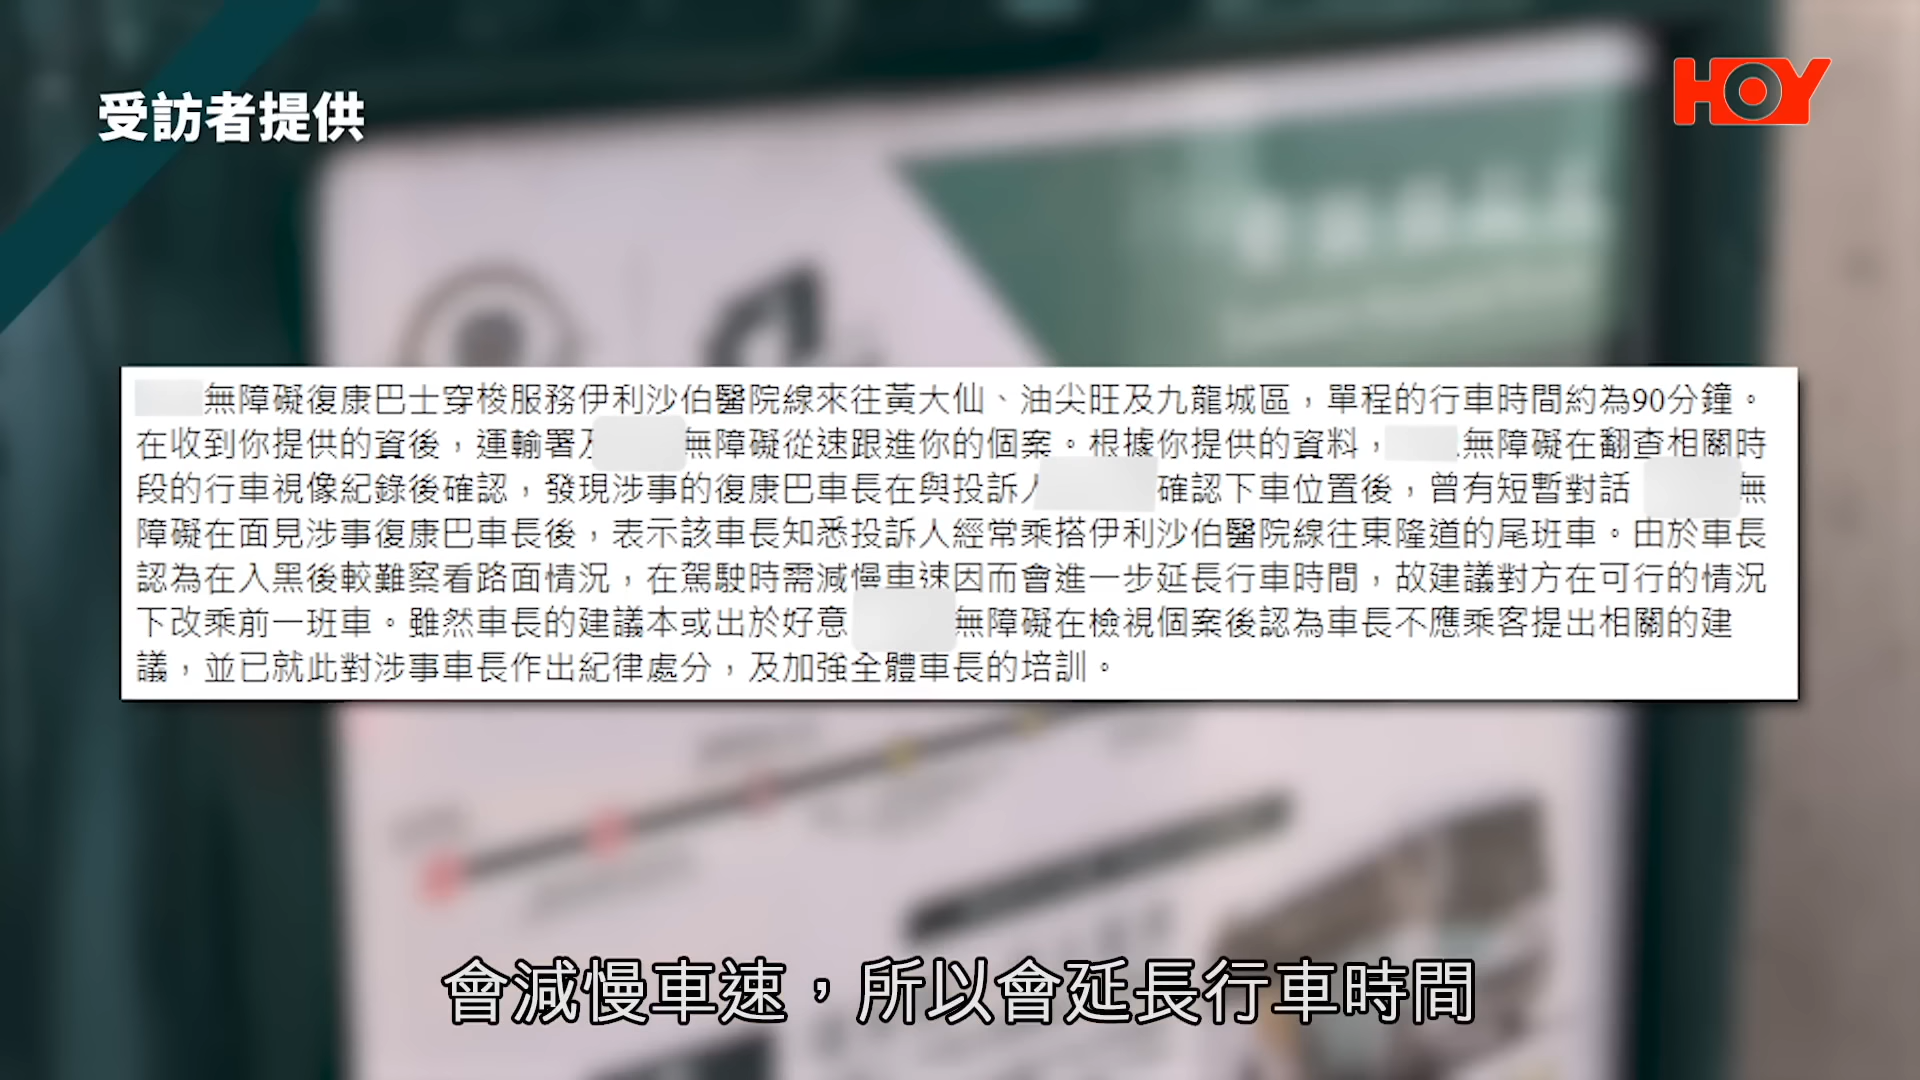 受訪者提供
HOY
無障礙復康巴士穿梭服務伊利沙伯醫院線來往黃大仙、油尖旺及九龍城區，單程的行車時間約為90分鐘。
在收到你提供的資後，運輸署及 無障礙從速跟進你的個案。根據你提供的資料， 無障礙在翻查相關時
段的行車視像紀錄後確認，發現涉事的復康巴車長在與投訴人 確認下車位置後，曾有短暫對話 無
障礙在面見涉事復康巴車長後，表示該車長知悉投訴人經常乘搭伊利沙伯醫院線往東隆道的尾班車。由於車長
認為在入黑後較難察看路面情況，在駕駛時需減慢車速因而會進一步延長行車時間，故建議對方在可行的情況
下改乘前一班車。雖然車長的建議本或出於好意 無障礙在檢視個案後認為車長不應乘客提出相關的建
議，並已就此對涉事車長作出紀律處分，及加強全體車長的培訓。
會減慢車速，所以會延長行車時間